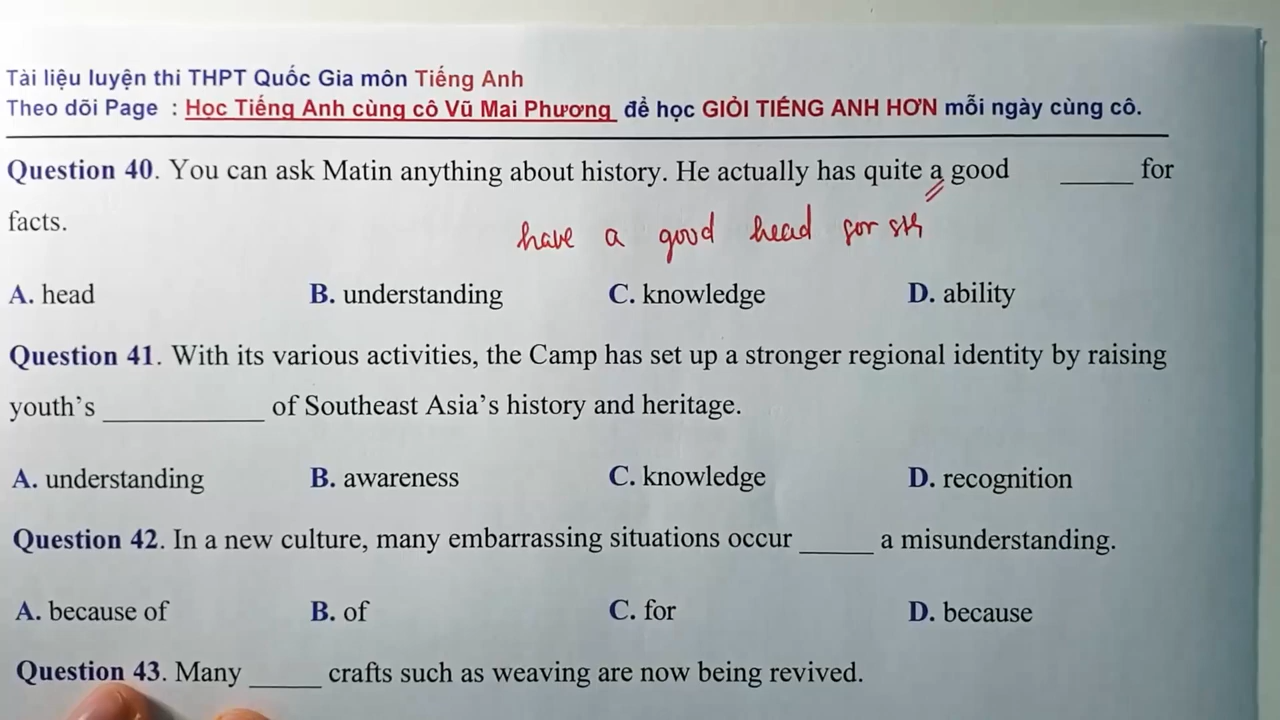 Tài liệu luyện thi THPT Quốc Gia môn Tiếng Anh
Theo dõi Page : Học Tiếng Anh cùng cô Vũ Mai Phương để học GIỎI TIẾNG ANH HƠN mỗi ngày cùng cô.
Question 40. You can ask Matin anything about history. He actually has quite a good _____ for
facts.
have a good head for sth
A. head B. understanding C. knowledge D. ability
Question 41. With its various activities, the Camp has set up a stronger regional identity by raising
youth's ___________ of Southeast Asia's history and heritage.
A. understanding B. awareness C. knowledge D. recognition
Question 42. In a new culture, many embarrassing situations occur _____ a misunderstanding.
A. because of B. of C. for D. because
Question 43. Many _____ crafts such as weaving are now being revived.